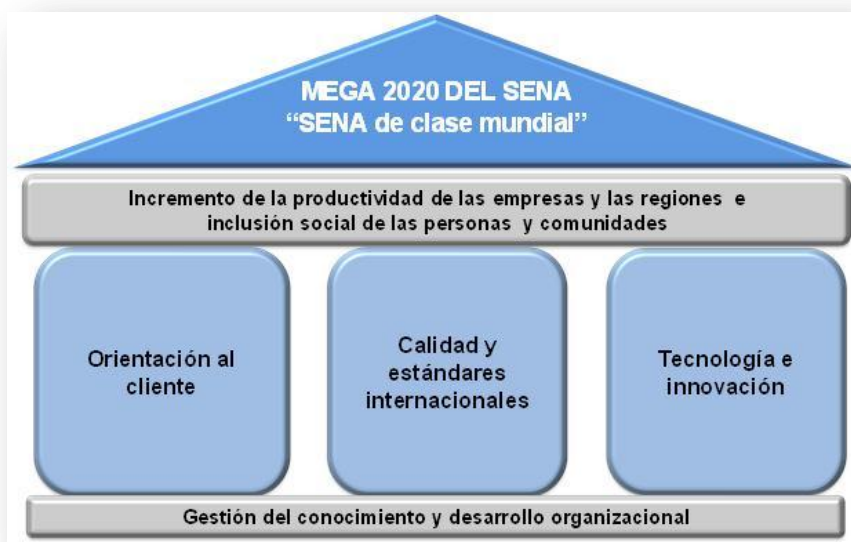 MEGA 2020 DEL SENA
“SENA de clase mundial”
Incremento de la productividad de las empresas y las regiones e
inclusión social de las personas y comunidades
Orientación al
cliente
Calidad y
estándares
internacionales
Tecnología e
innovación
Gestión del conocimiento y desarrollo organizacional